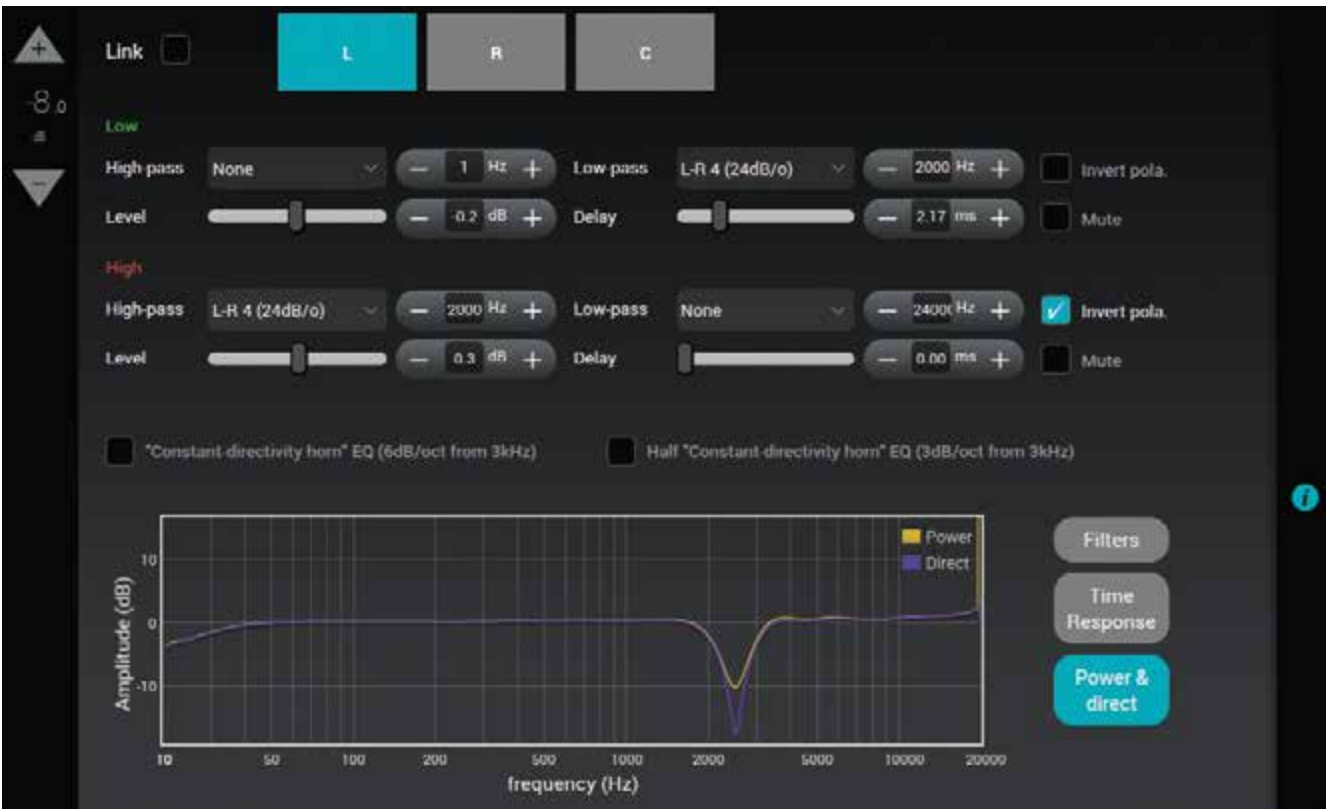 Link L R C
-8.0
dB
Low
High-pass None 1 Hz Low-pass L-R 4 (24dB/o) 2000 Hz Invert pola.
Level 0.2 dB Delay 2.17 ms Mute
High
High-pass L-R 4 (24dB/o) 2000 Hz Low-pass None 2400 Hz Invert pola.
Level 0.3 dB Delay 0.00 ms Mute
"Constant-directivity horn" EQ (6dB/oct from 3kHz) Half "Constant-directivity horn" EQ (3dB/oct from 3kHz)
Power
Direct
Amplitude (dB)
10
0
-10
10 50 100 200 500 1000 2000 5000 10000 20000
frequency (Hz)
Filters
Time
Response
Power &
direct
i